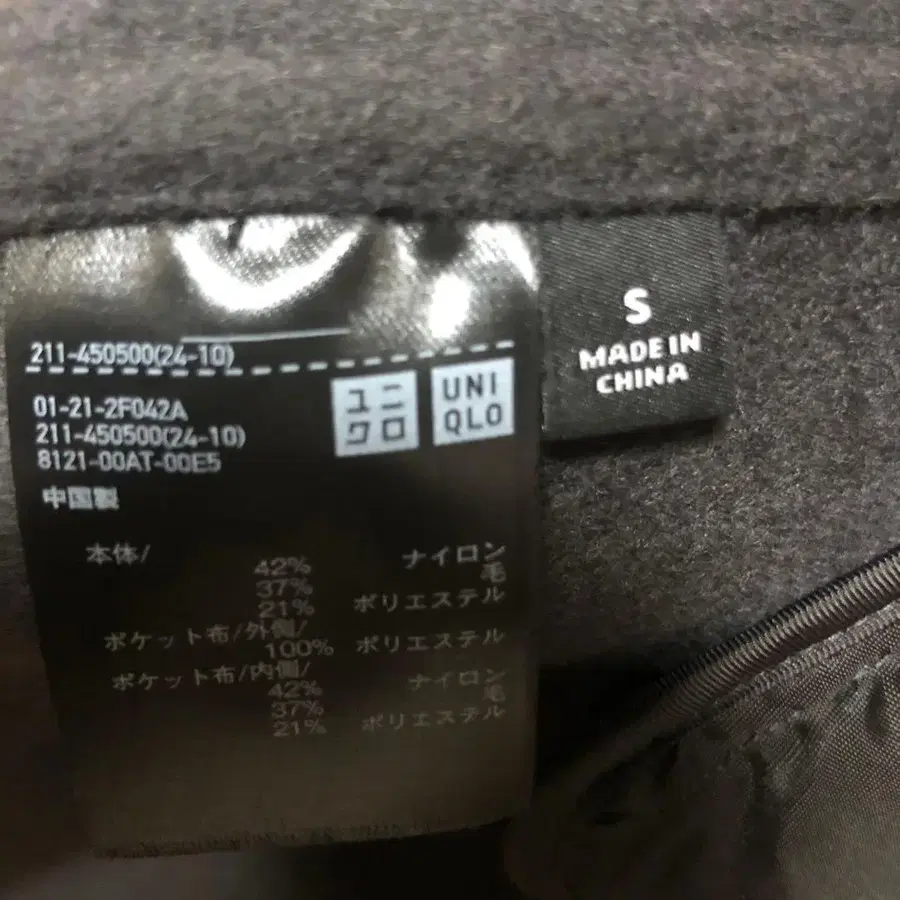 211-450500(24-10)
01-21-2F042A
211-450500(24-10)
8121-00AT-00E5
中国製
ユニ
クロ
UNI
QLO
本体/
42% ナイロン
37% 毛
21% ポリエステル
ポケット布/外側/
100% ポリエステル
ポケット布/内側/
42% ナイロン
37% 毛
21% ポリエステル
S
MADE IN
CHINA